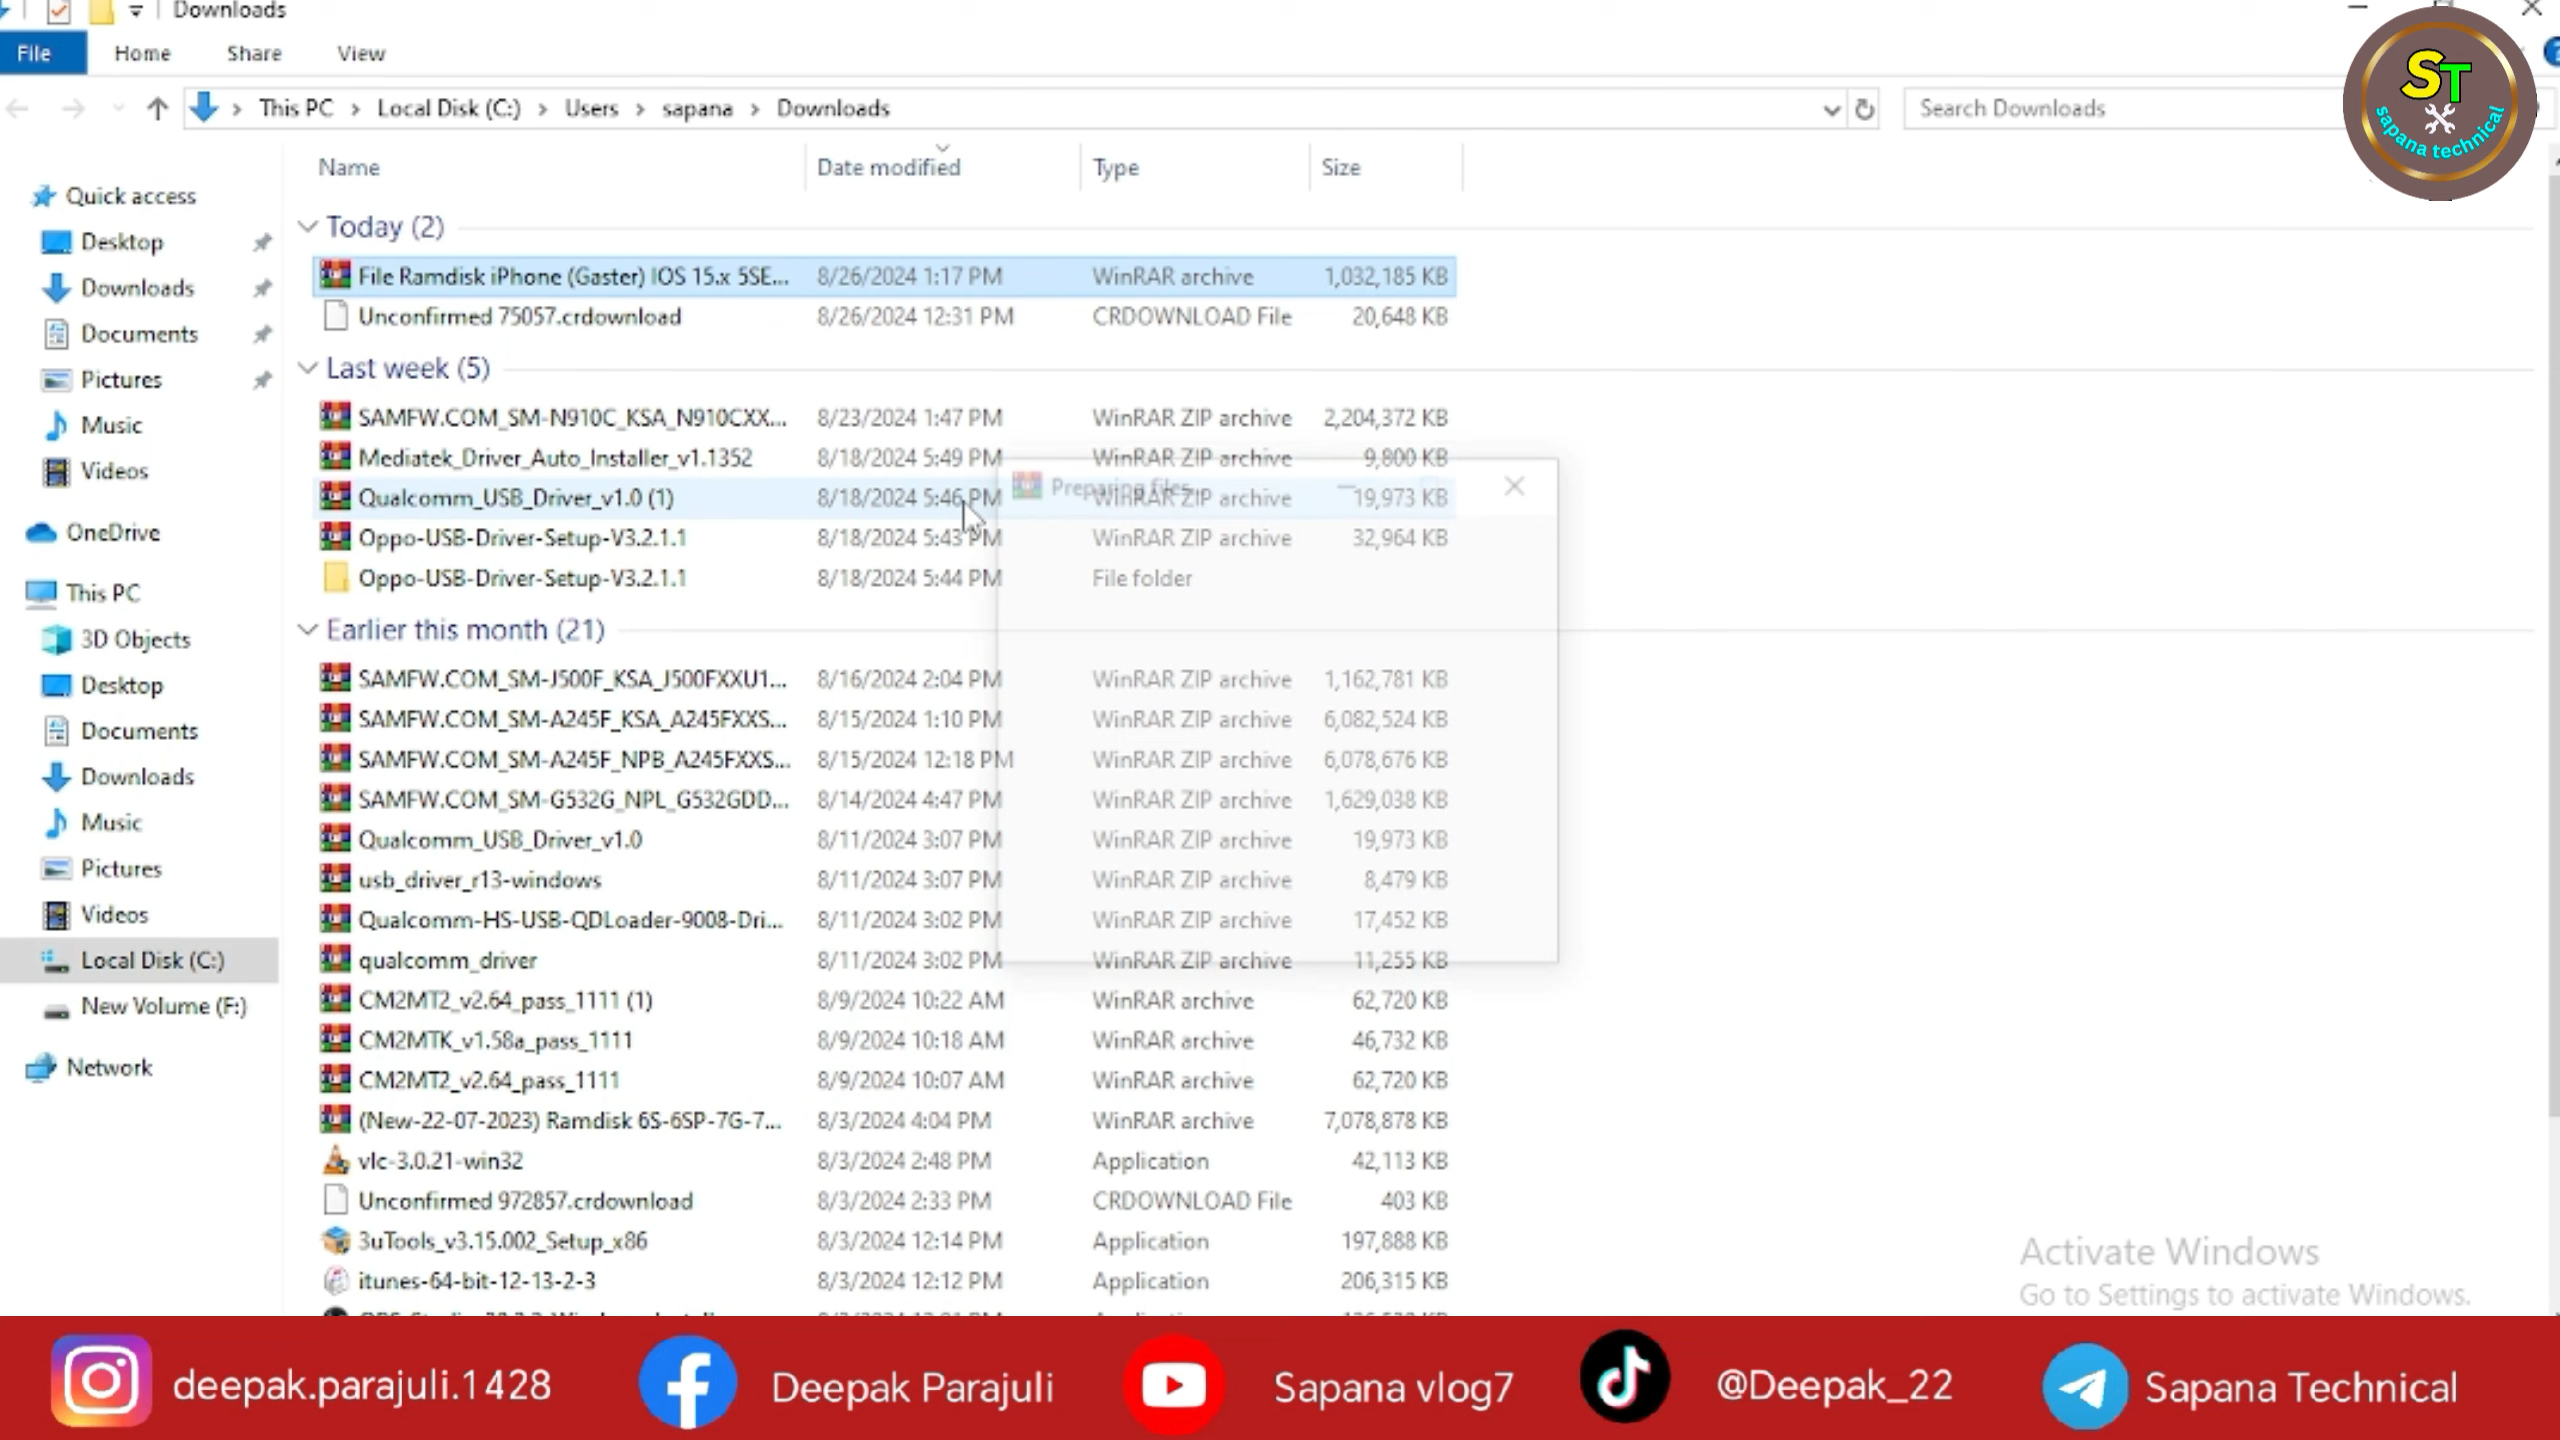 Downloads
File Home Share View
This PC > Local Disk (C:) > Users > sapana > Downloads
Search Downloads
ST
sapana technical
Name Date modified Type Size
Quick access
Desktop
Downloads
Documents
Pictures
Music
Videos
OneDrive
This PC
3D Objects
Desktop
Documents
Downloads
Music
Pictures
Videos
Local Disk (C:)
New Volume (F:)
Network
Today (2)
File Ramdisk iPhone (Gaster) IOS 15.x 5SE... 8/26/2024 1:17 PM WinRAR archive 1,032,185 KB
Unconfirmed 75057.crdownload 8/26/2024 12:31 PM CRDOWNLOAD File 20,648 KB
Last week (5)
SAMFW.COM_SM-N910C_KSA_N910CXX... 8/23/2024 1:47 PM WinRAR ZIP archive 2,204,372 KB
Mediatek_Driver_Auto_Installer_v1.1352 8/18/2024 5:49 PM WinRAR ZIP archive 9,800 KB
Qualcomm_USB_Driver_v1.0 (1) 8/18/2024 5:46 PM WinRAR ZIP archive 19,973 KB
Preparing files
Oppo-USB-Driver-Setup-V3.2.1.1 8/18/2024 5:43 PM WinRAR ZIP archive 32,964 KB
Oppo-USB-Driver-Setup-V3.2.1.1 8/18/2024 5:44 PM File folder
Earlier this month (21)
SAMFW.COM_SM-J500F_KSA_J500FXXU1... 8/16/2024 2:04 PM WinRAR ZIP archive 1,162,781 KB
SAMFW.COM_SM-A245F_KSA_A245FXXS... 8/15/2024 1:10 PM WinRAR ZIP archive 6,082,524 KB
SAMFW.COM_SM-A245F_NPB_A245FXXS... 8/15/2024 12:18 PM WinRAR ZIP archive 6,078,676 KB
SAMFW.COM_SM-G532G_NPL_G532GDD... 8/14/2024 4:47 PM WinRAR ZIP archive 1,629,038 KB
Qualcomm_USB_Driver_v1.0 8/11/2024 3:07 PM WinRAR ZIP archive 19,973 KB
usb_driver_r13-windows 8/11/2024 3:07 PM WinRAR ZIP archive 8,479 KB
Qualcomm-HS-USB-QDLoader-9008-Dri... 8/11/2024 3:02 PM WinRAR ZIP archive 17,452 KB
qualcomm_driver 8/11/2024 3:02 PM WinRAR ZIP archive 11,255 KB
CM2MT2_v2.64_pass_1111 (1) 8/9/2024 10:22 AM WinRAR archive 62,720 KB
CM2MTK_v1.58a_pass_1111 8/9/2024 10:18 AM WinRAR archive 46,732 KB
CM2MT2_v2.64_pass_1111 8/9/2024 10:07 AM WinRAR archive 62,720 KB
(New-22-07-2023) Ramdisk 6S-6SP-7G-7... 8/3/2024 4:04 PM WinRAR archive 7,078,878 KB
vlc-3.0.21-win32 8/3/2024 2:48 PM Application 42,113 KB
Unconfirmed 972857.crdownload 8/3/2024 2:33 PM CRDOWNLOAD File 403 KB
3uTools_v3.15.002_Setup_x86 8/3/2024 12:14 PM Application 197,888 KB
itunes-64-bit-12-13-2-3 8/3/2024 12:12 PM Application 206,315 KB
Activate Windows
Go to Settings to activate Windows.
deepak.parajuli.1428 Deepak Parajuli Sapana vlog7 @Deepak_22 Sapana Technical